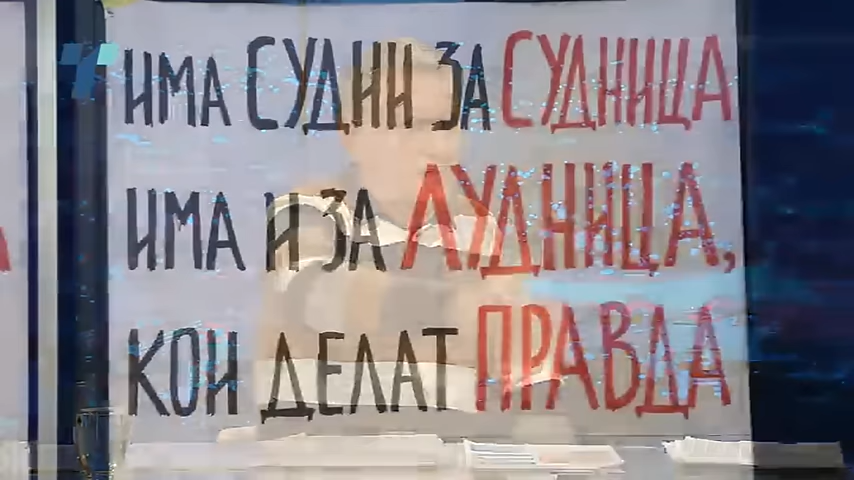 ИМА СУДИИ ЗА СУДНИЦА
ИМА И ЗА ЛУДНИЦА,
КОИ ДЕЛАТ ПРАВДА